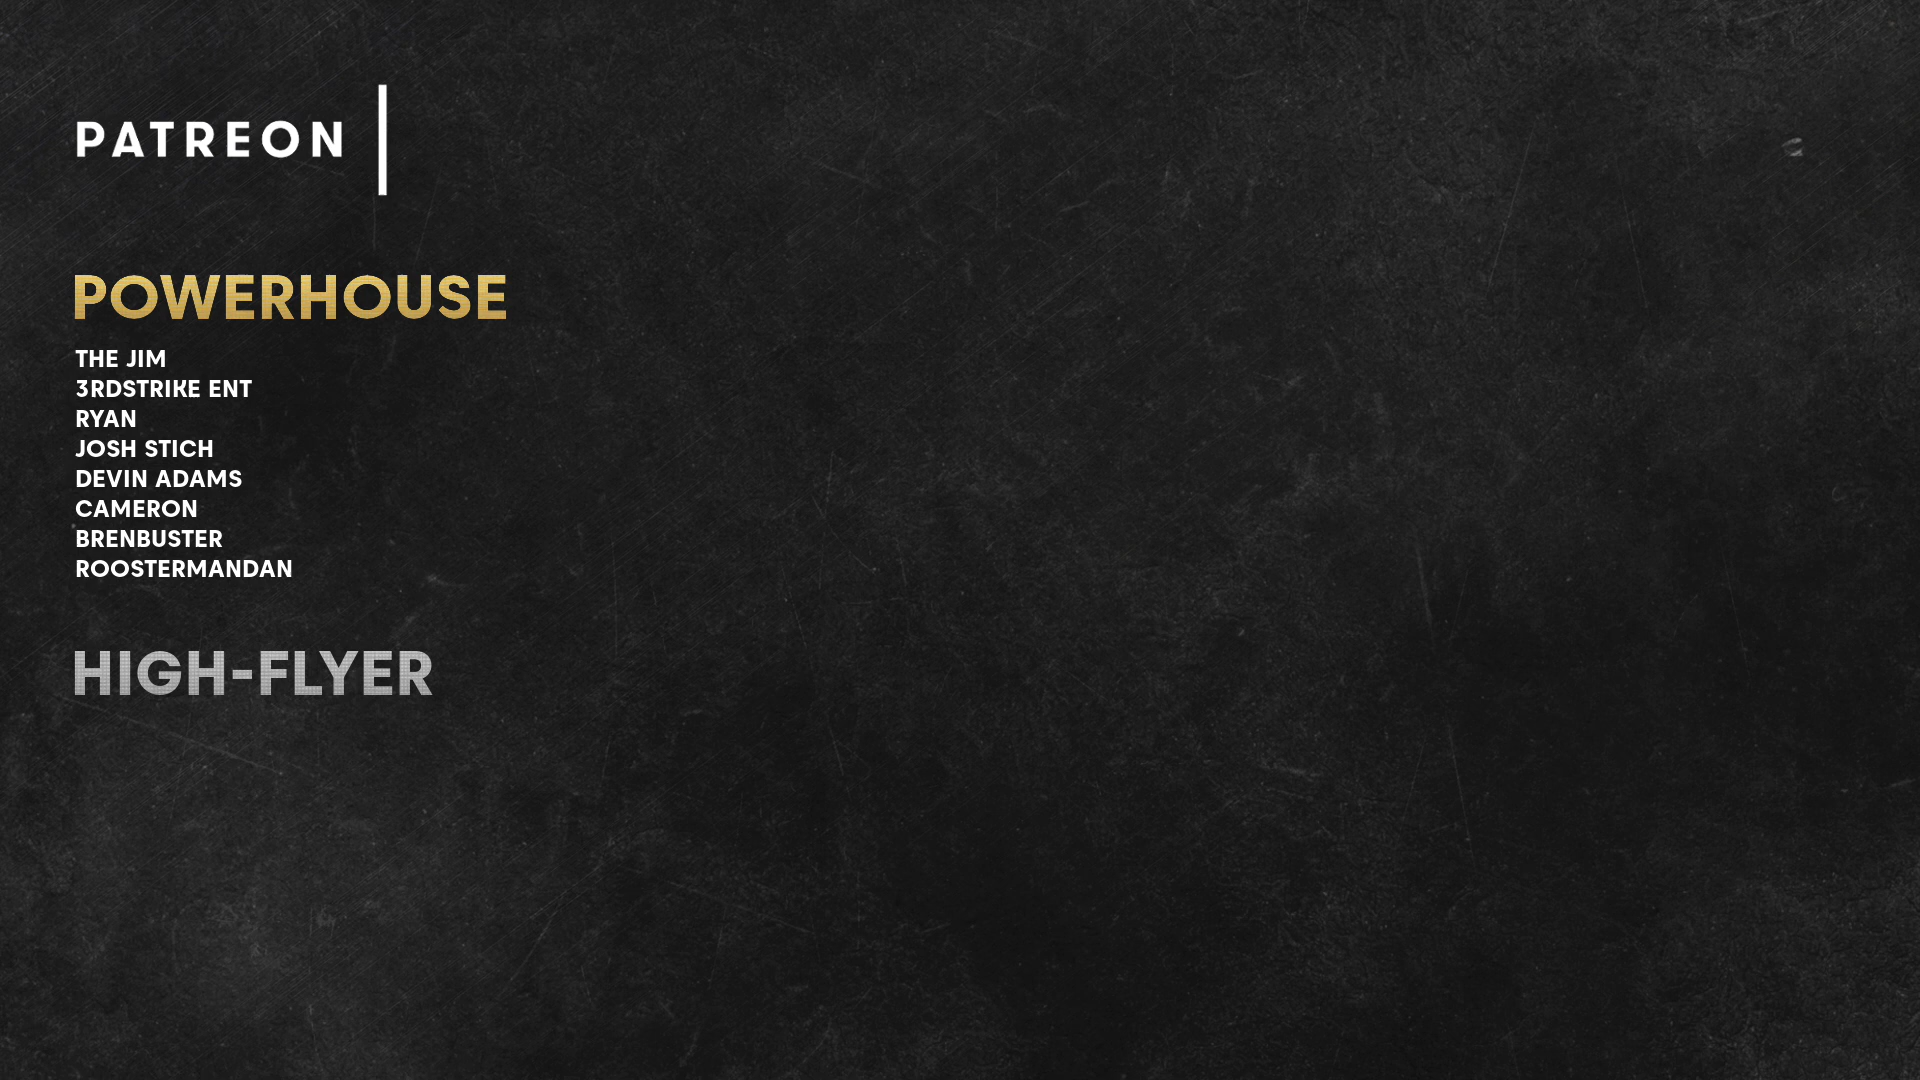 PATREON
POWERHOUSE
THE JIM
3RDSTRIKE ENT
RYAN
JOSH STICH
DEVIN ADAMS
CAMERON
BRENBUSTER
ROOSTERMANDAN
HIGH-FLYER